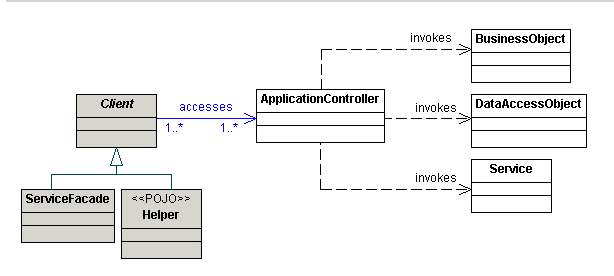 invokes
BusinessObject
Client
accesses
1..*
1..*
ApplicationController
invokes
DataAccessObject
invokes
Service
ServiceFacade
<<POJO>>
Helper